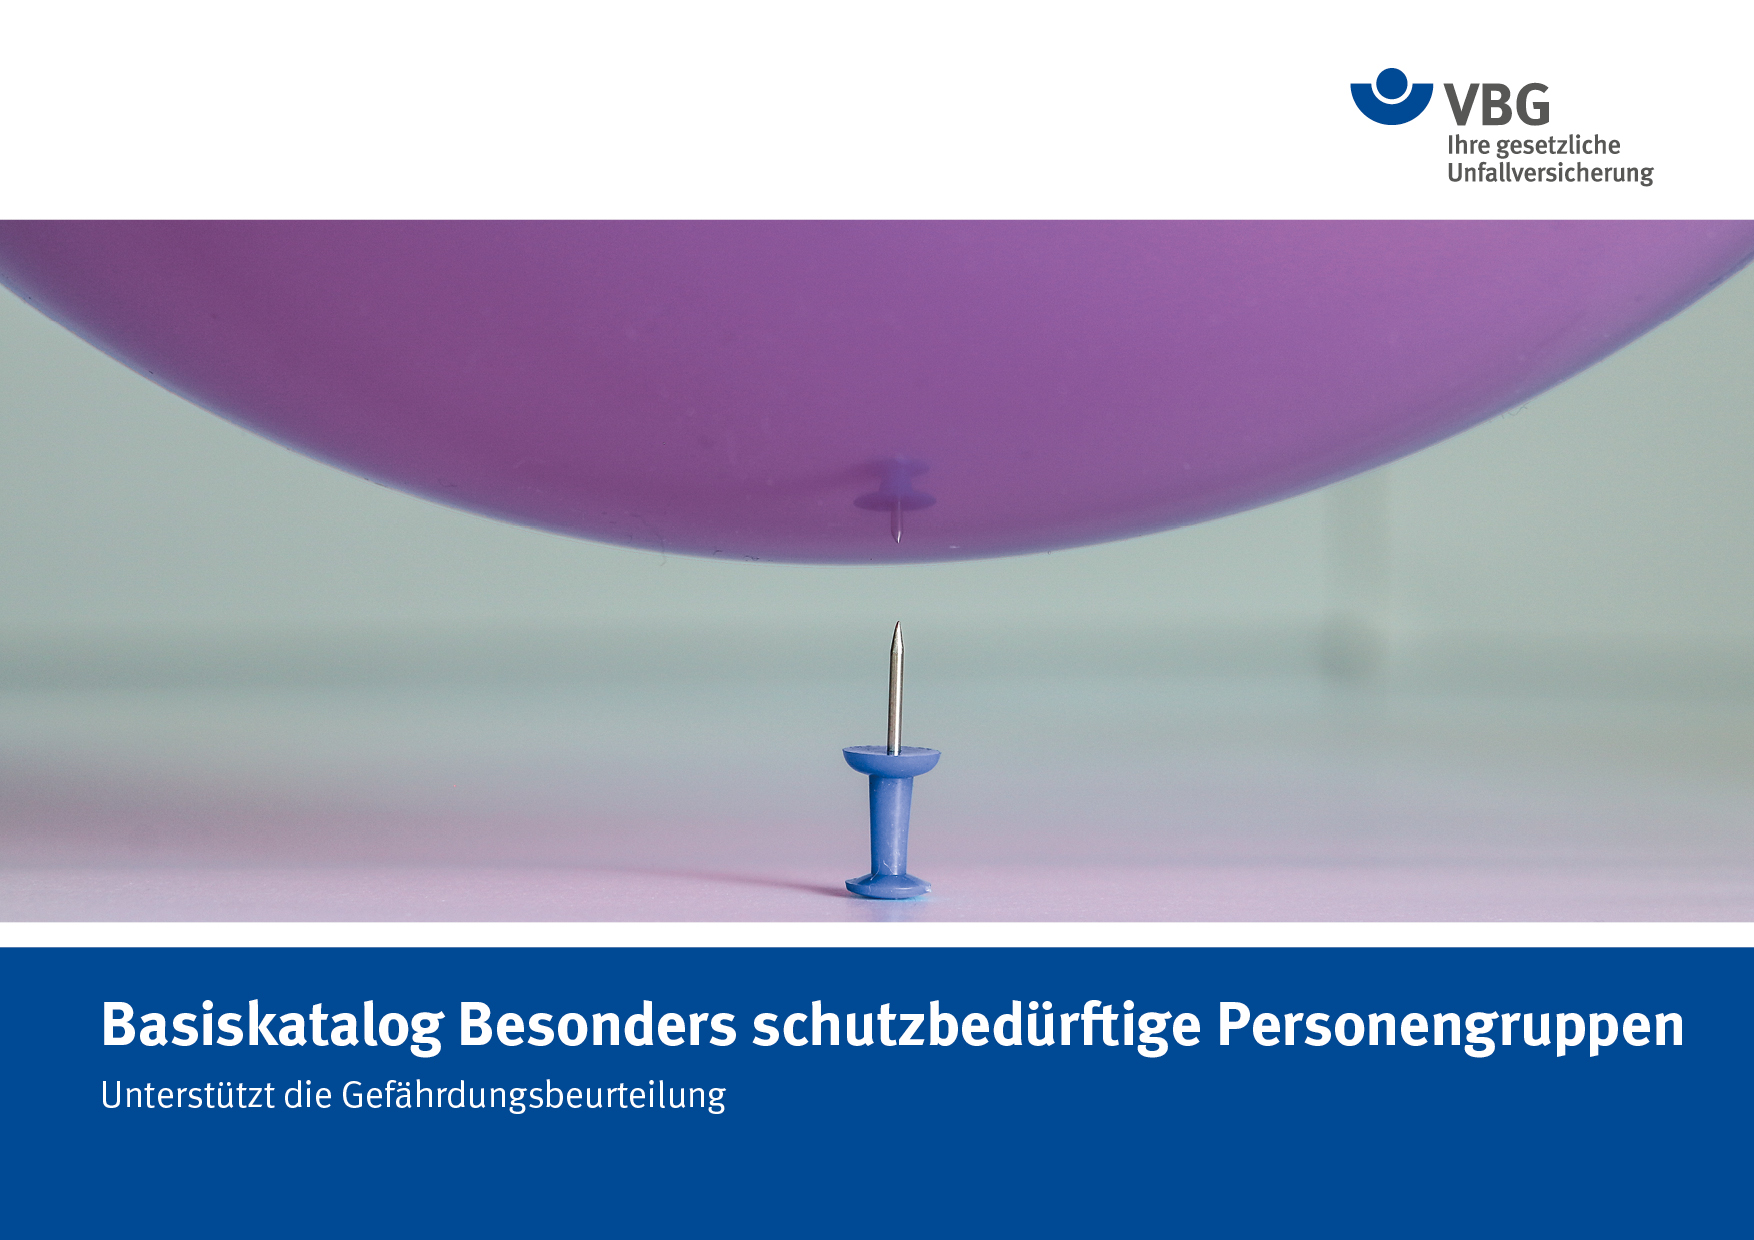 VBG
Ihre gesetzliche
Unfallversicherung
Basiskatalog Besonders schutzbedürftige Personengruppen
Unterstützt die Gefährdungsbeurteilung